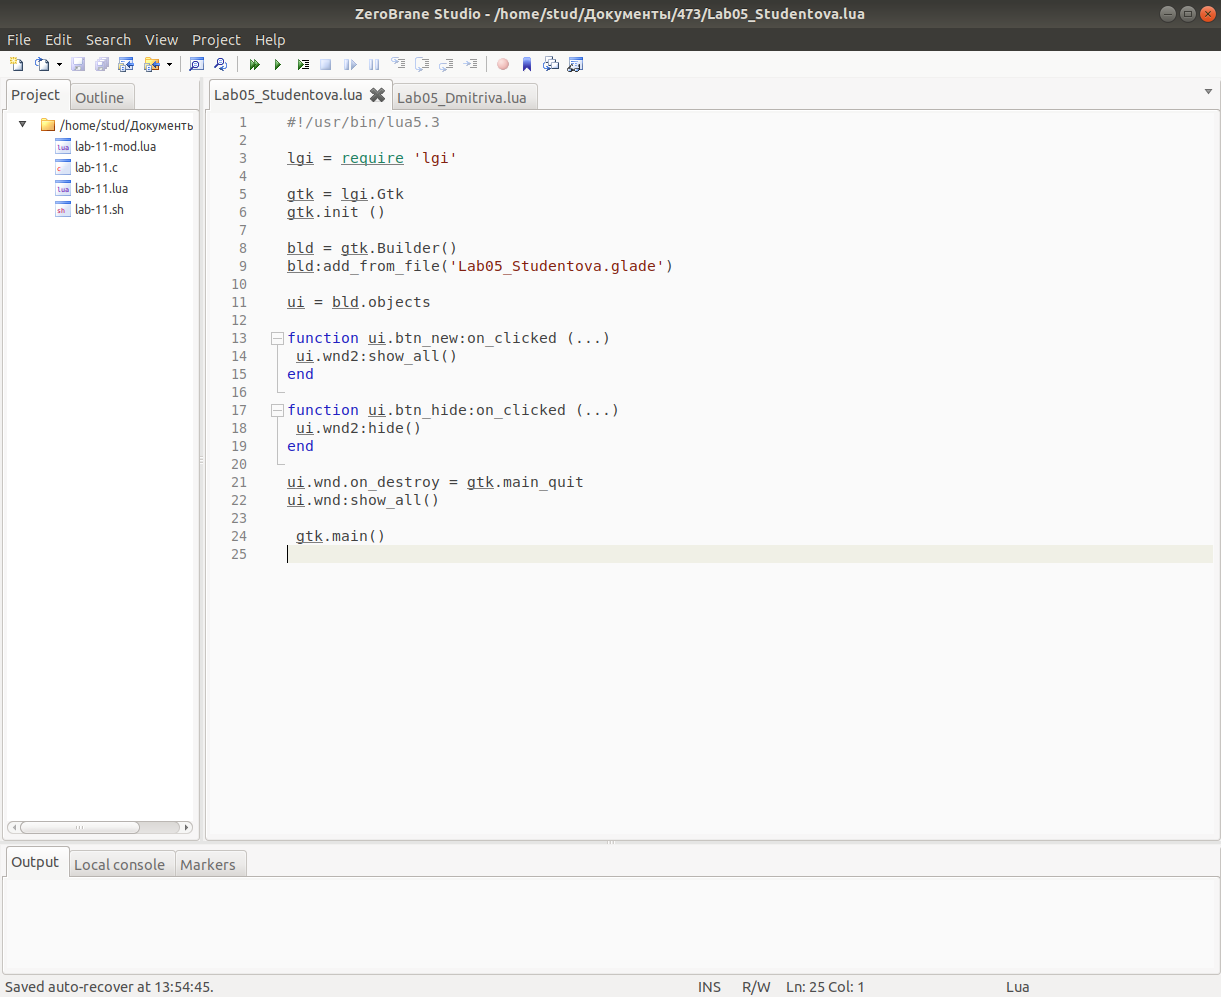 ZeroBrane Studio - /home/stud/Документы/473/Lab05_Studentova.lua
File Edit Search View Project Help
Project Outline
Lab05_Studentova.lua Lab05_Dmitriva.lua
/home/stud/Документь
lab-11-mod.lua
lab-11.c
lab-11.lua
lab-11.sh
1 #!/usr/bin/lua5.3
2
3 lgi = require 'lgi'
4
5 gtk = lgi.Gtk
6 gtk.init ()
7
8 bld = gtk.Builder()
9 bld:add_from_file('Lab05_Studentova.glade')
10
11 ui = bld.objects
12
13 function ui.btn_new:on_clicked (...)
14 ui.wnd2:show_all()
15 end
16
17 function ui.btn_hide:on_clicked (...)
18 ui.wnd2:hide()
19 end
20
21 ui.wnd.on_destroy = gtk.main_quit
22 ui.wnd:show_all()
23
24 gtk.main()
25
Output Local console Markers
Saved auto-recover at 13:54:45. INS R/W Ln: 25 Col: 1 Lua